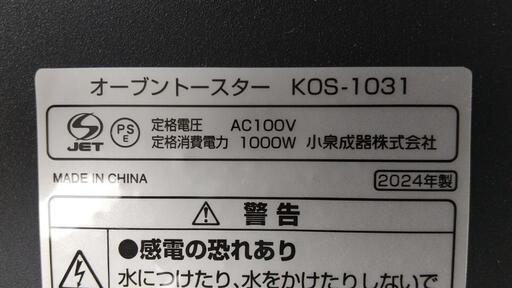 オーブントースター KOS-1031
JET PSE 定格電圧 AC100V
定格消費電力 1000W 小泉成器株式会社
MADE IN CHINA 2024年製
警告
●感電の恐れあり
水につけたり、水をかけたりしないで